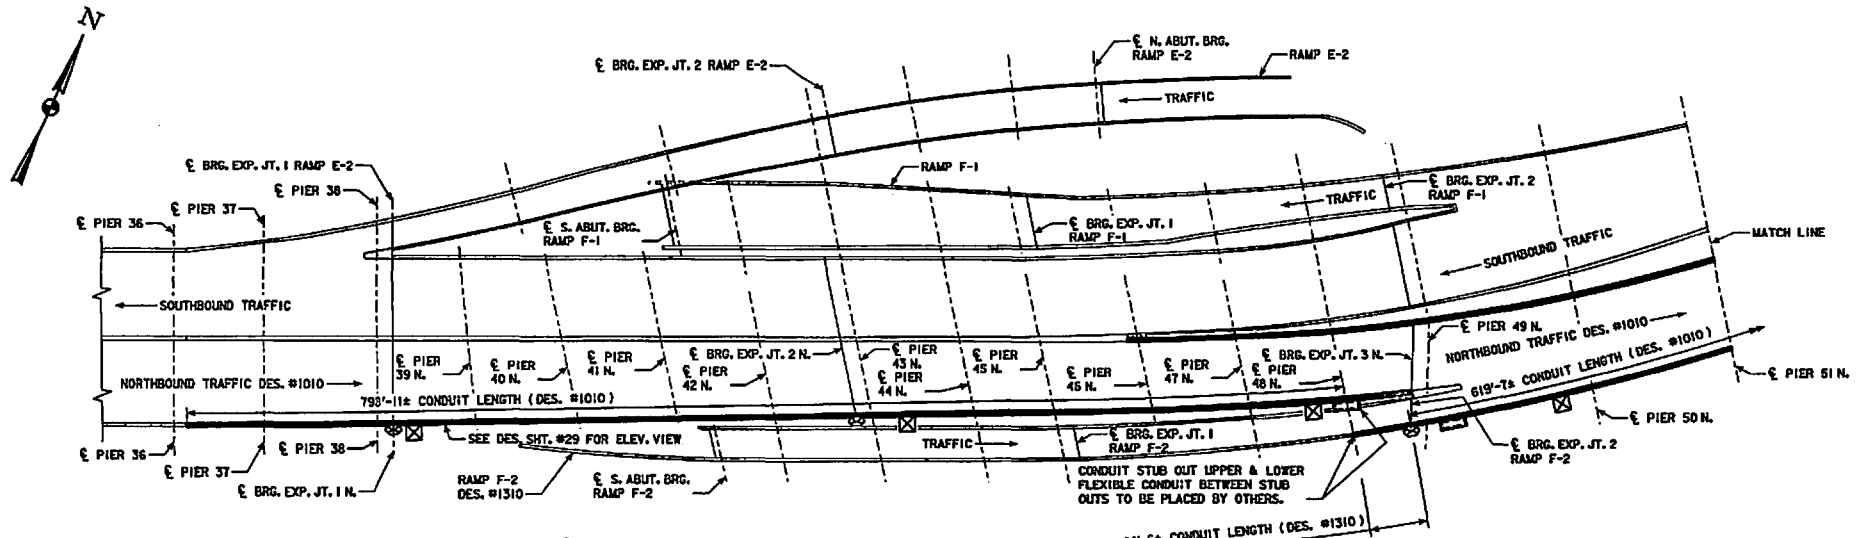 N
℄ BRG. EXP. JT. 2 RAMP E-2
℄ N. ABUT. BRG.
RAMP E-2
RAMP E-2
TRAFFIC
℄ BRG. EXP. JT. 1 RAMP E-2
℄ PIER 38
℄ PIER 37
℄ PIER 36
RAMP F-1
℄ BRG. EXP. JT. 2
RAMP F-1
TRAFFIC
℄ S. ABUT. BRG.
RAMP F-1
℄ BRG. EXP. JT. 1
RAMP F-1
SOUTHBOUND TRAFFIC
MATCH LINE
SOUTHBOUND TRAFFIC
℄ PIER 49 N.
NORTHBOUND TRAFFIC DES. #1010
619'-7± CONDUIT LENGTH (DES. #1010)
℄ PIER
39 N.
℄ PIER
40 N.
℄ PIER
41 N.
℄ BRG. EXP. JT. 2 N.
℄ PIER
42 N.
℄ PIER
43 N.
℄ PIER
44 N.
℄ PIER
45 N.
℄ PIER
46 N.
℄ PIER
47 N.
℄ BRG. EXP. JT. 3 N.
℄ PIER
48 N.
℄ PIER 51 N.
NORTHBOUND TRAFFIC DES. #1010
798'-11± CONDUIT LENGTH (DES. #1010)
℄ PIER 50 N.
SEE DES. SHT. #29 FOR ELEV. VIEW
TRAFFIC
℄ BRG. EXP. JT. 1
RAMP F-2
℄ BRG. EXP. JT. 2
RAMP F-2
℄ PIER 36
℄ PIER 37
℄ PIER 38
℄ BRG. EXP. JT. 1 N.
RAMP F-2
DES. #1310
℄ S. ABUT. BRG.
RAMP F-2
CONDUIT STUB OUT UPPER & LOWER
FLEXIBLE CONDUIT BETWEEN STUB
OUTS TO BE PLACED BY OTHERS.
CONDUIT LENGTH (DES. #1310)